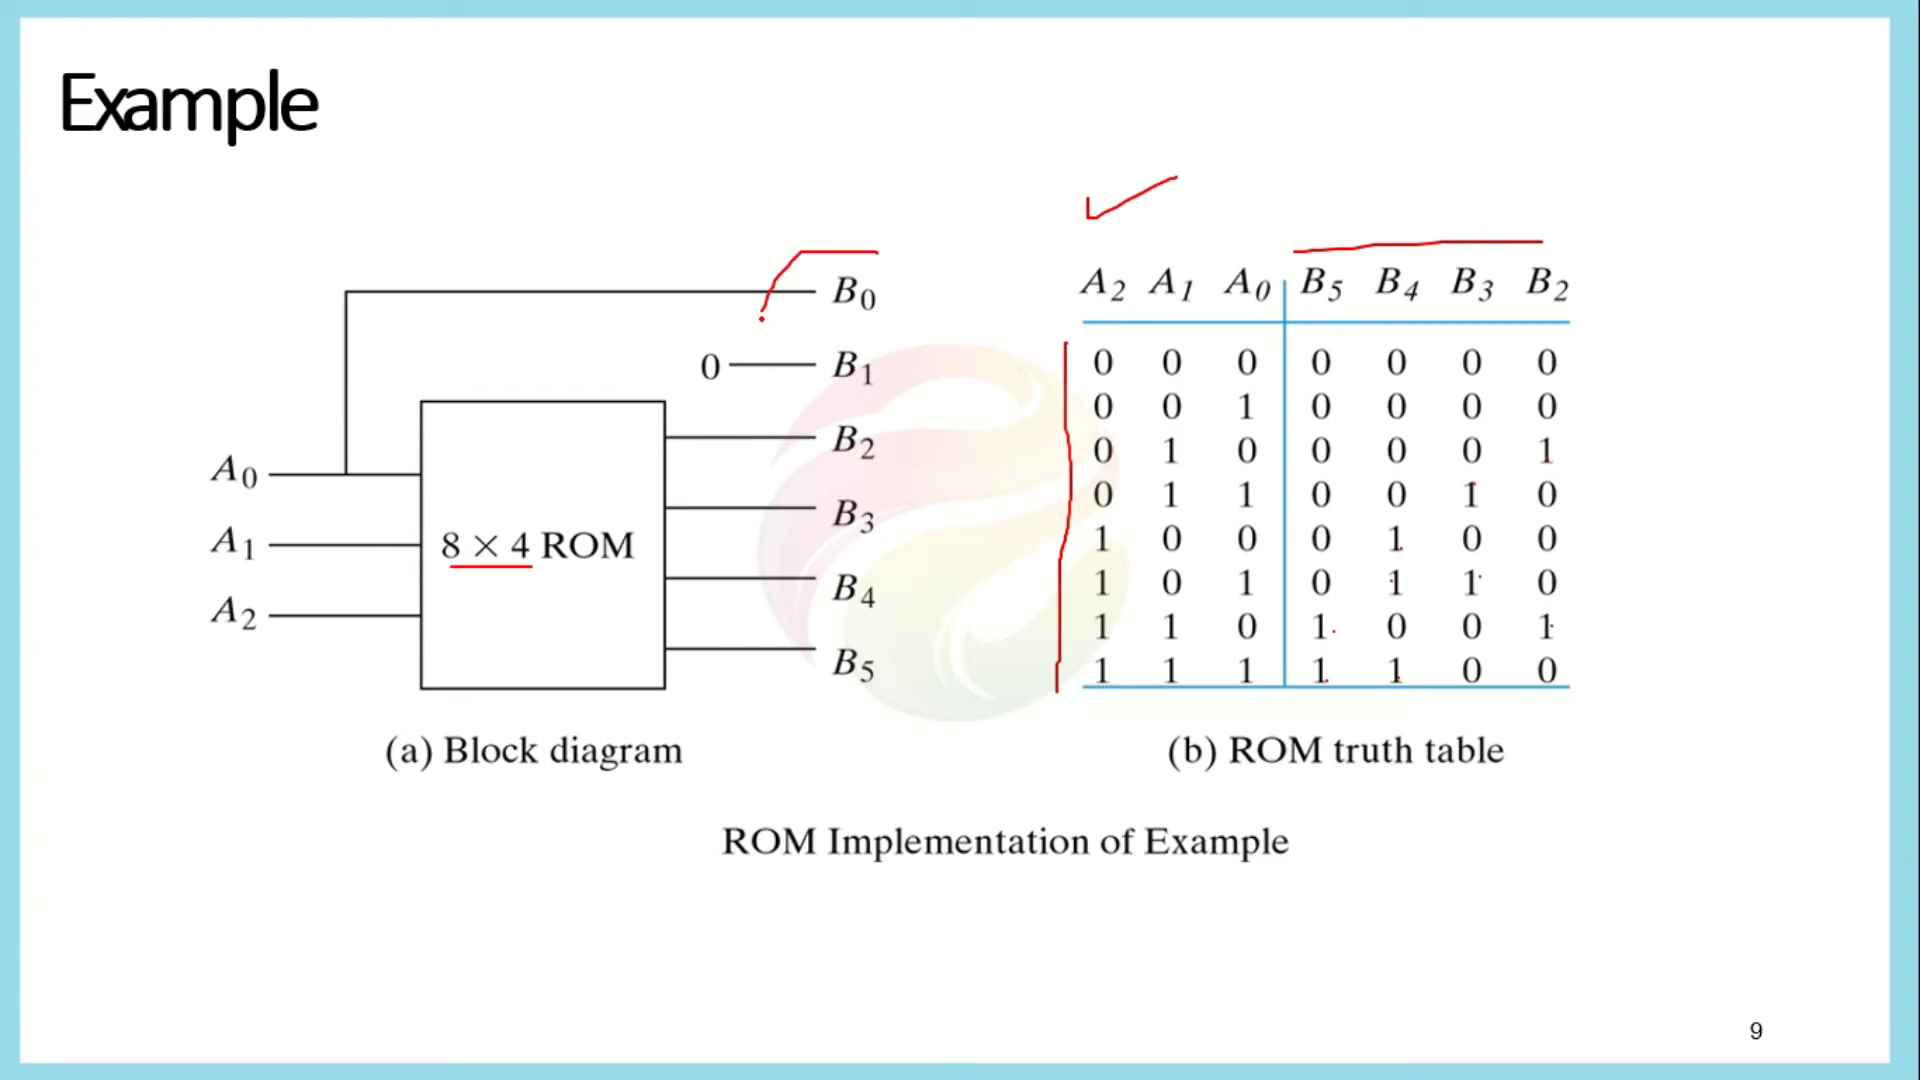 Example
B0
0 B1
B2
A0
B3
A1 8 × 4 ROM
B4
A2
B5
(a) Block diagram
A2 A1 A0 B5 B4 B3 B2
0 0 0 0 0 0 0
0 0 1 0 0 0 0
0 1 0 0 0 0 1
0 1 1 0 0 1 0
1 0 0 0 1 0 0
1 0 1 0 1 1 0
1 1 0 1 0 0 1
1 1 1 1 1 0 0
(b) ROM truth table
ROM Implementation of Example
9